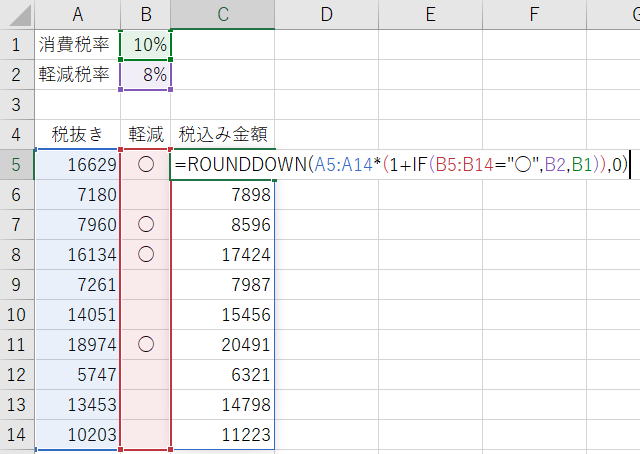 A B C D E F G
1 消費税率 10%
2 軽減税率 8%
3
4 税抜き 軽減 税込み金額
5 16629 〇 =ROUNDDOWN(A5:A14*(1+IF(B5:B14="〇",B2,B1)),0)
6 7180 7898
7 7960 〇 8596
8 16134 〇 17424
9 7261 7987
10 14051 15456
11 18974 〇 20491
12 5747 6321
13 13453 14798
14 10203 11223